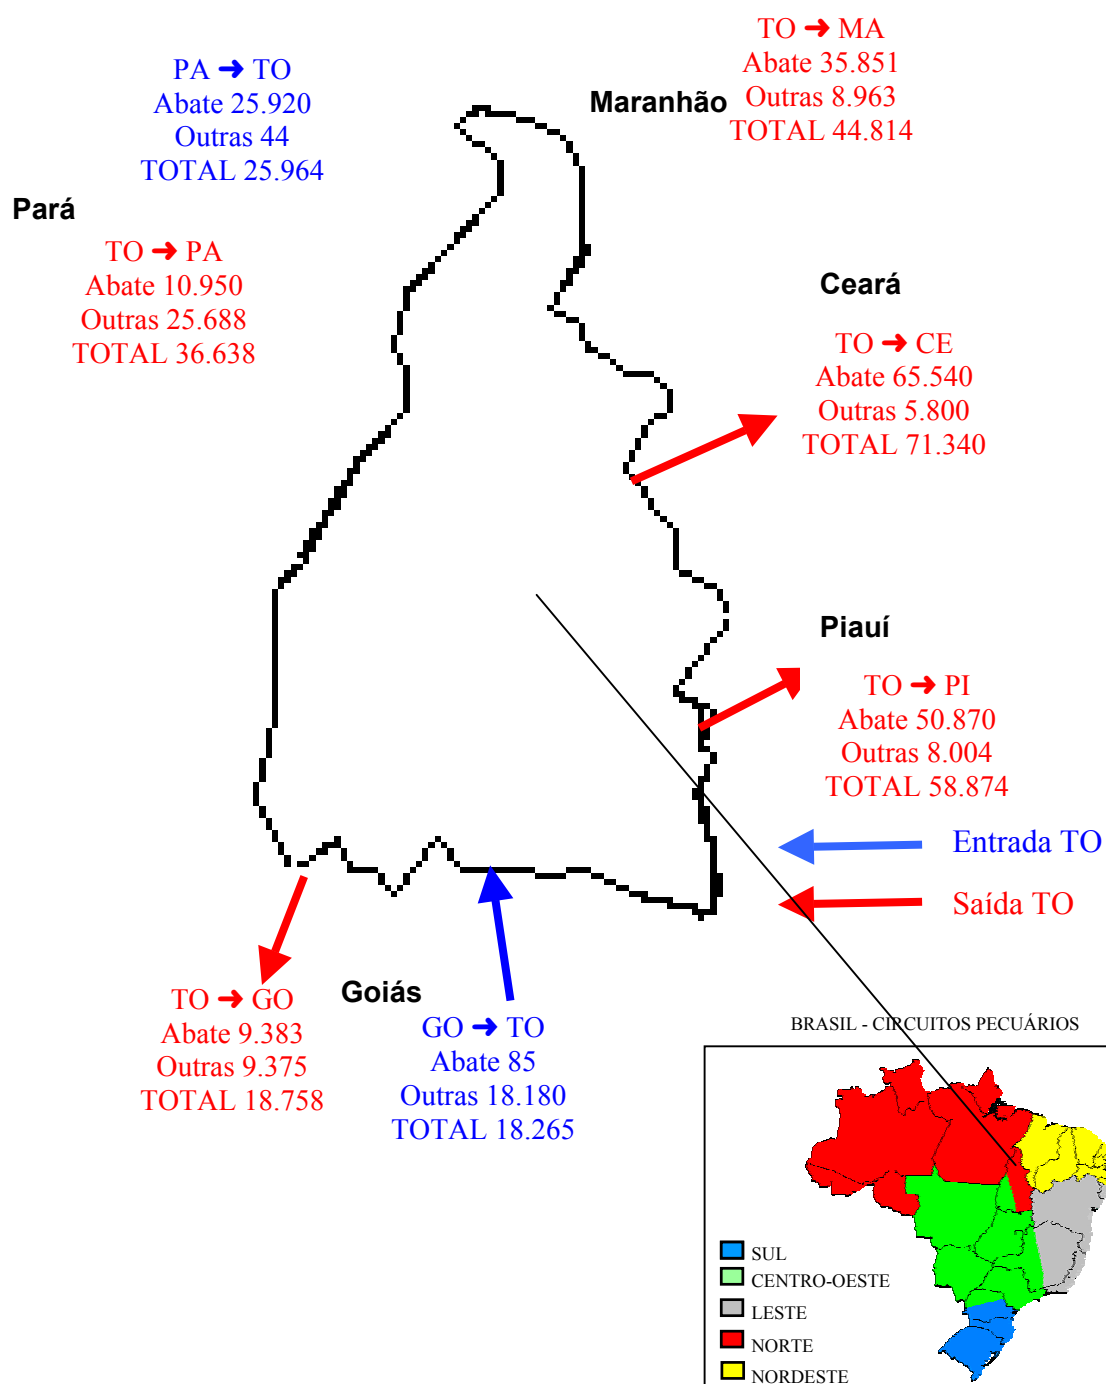 TO ➜ MA
Abate 35.851
Outras 8.963
TOTAL 44.814
Maranhão
PA ➜ TO
Abate 25.920
Outras 44
TOTAL 25.964
Pará
TO ➜ PA
Abate 10.950
Outras 25.688
TOTAL 36.638
Ceará
TO ➜ CE
Abate 65.540
Outras 5.800
TOTAL 71.340
Piauí
TO ➜ PI
Abate 50.870
Outras 8.004
TOTAL 58.874
Entrada TO
Saída TO
TO ➜ GO
Abate 9.383
Outras 9.375
TOTAL 18.758
Goiás
GO ➜ TO
Abate 85
Outras 18.180
TOTAL 18.265
BRASIL - CIRCUITOS PECUÁRIOS
SUL
CENTRO-OESTE
LESTE
NORTE
NORDESTE